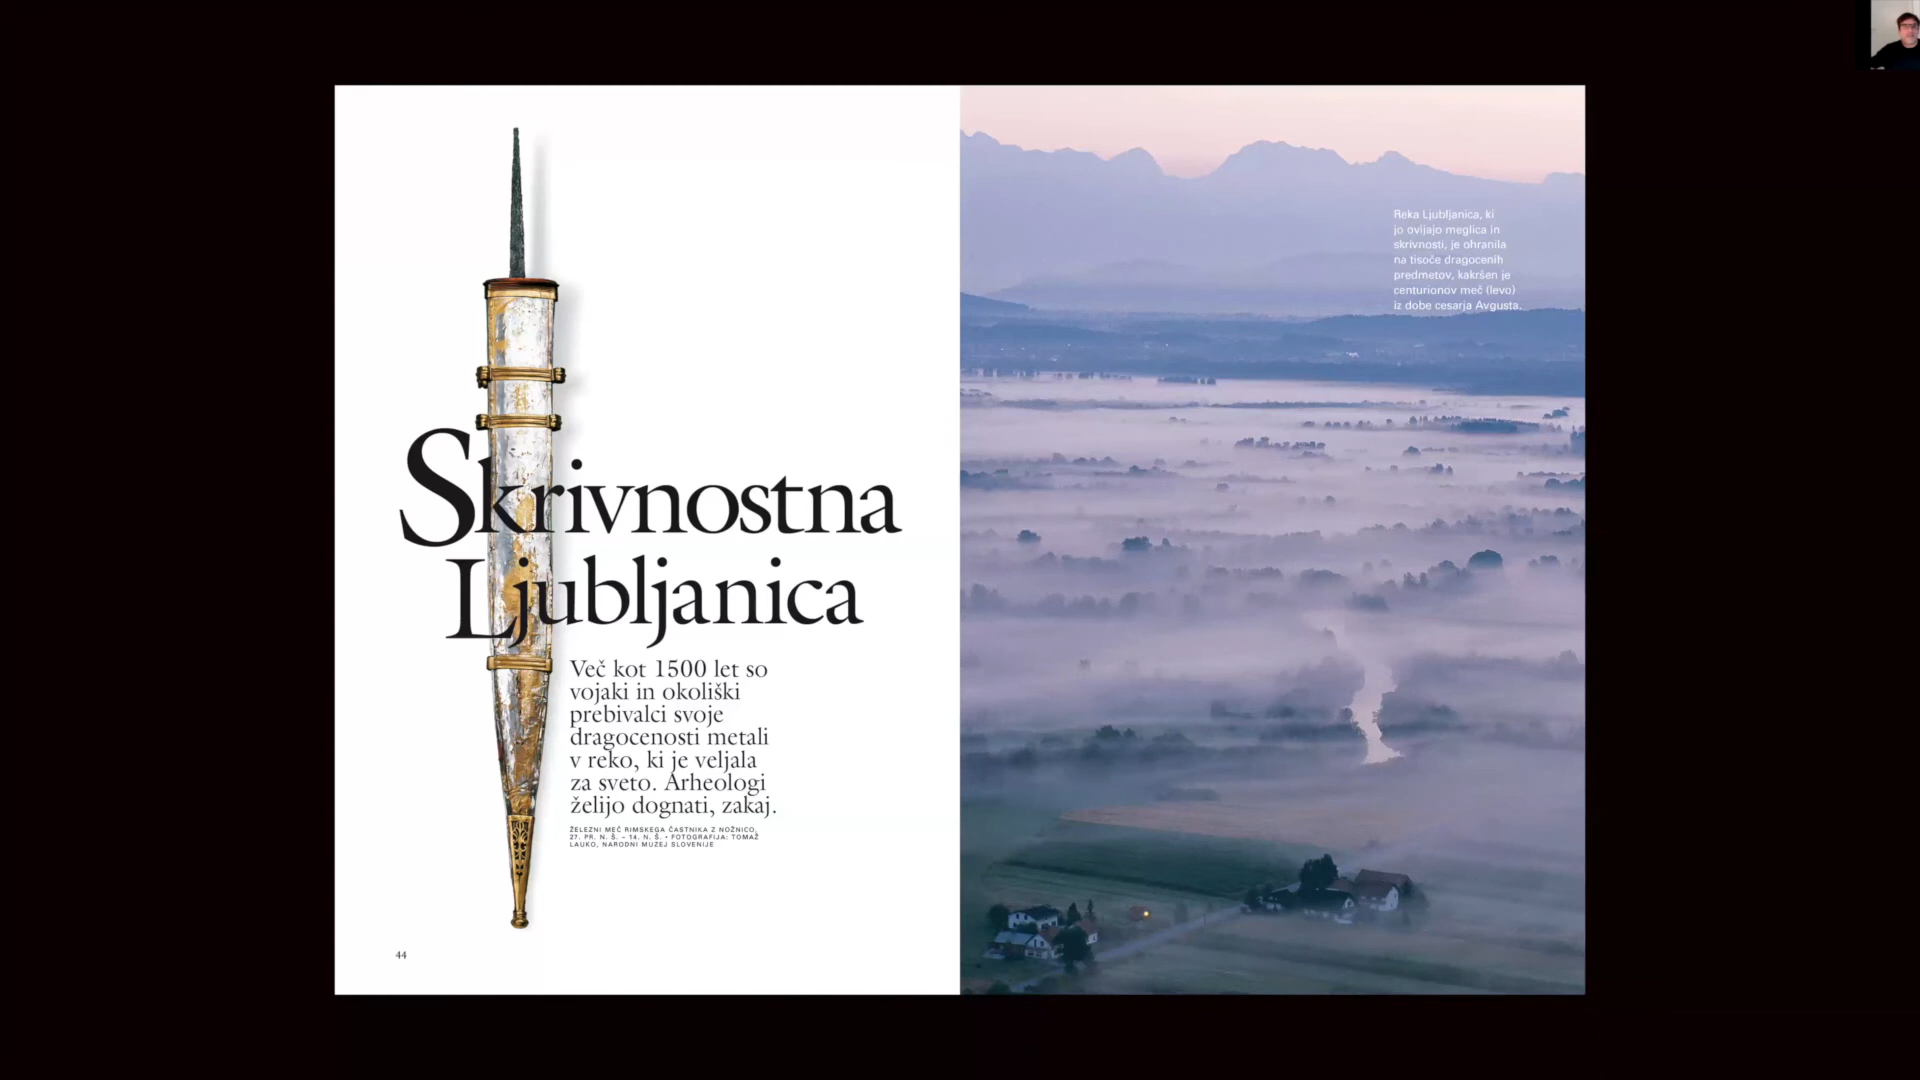 Skrivnostna
Ljubljanica
Več kot 1500 let so
vojaki in okoliški
prebivalci svoje
dragocenosti metali
v reko, ki je veljala
za sveto. Arheologi
želijo dognati, zakaj.
ŽELEZNI MEČ RIMSKEGA ČASTNIKA Z NOŽNICO,
27. PR. N. Š. – 14. N. Š. • FOTOGRAFIJA: TOMAŽ
LAUKO, NARODNI MUZEJ SLOVENIJE
44
Reka Ljubljanica, ki
jo ovijajo meglica in
skrivnosti, je ohranila
na tisoče dragocenih
predmetov, kakršen je
centurionov meč (levo)
iz dobe cesarja Avgusta.